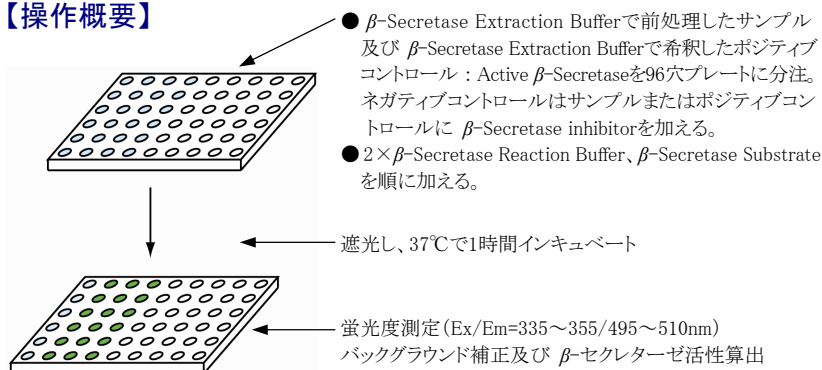 【操作概要】
● β-Secretase Extraction Bufferで前処理したサンプル
及び β-Secretase Extraction Bufferで希釈したポジティブ
コントロール：Active β-Secretaseを96穴プレートに分注。
ネガティブコントロールはサンプルまたはポジティブコン
トロールに β-Secretase inhibitorを加える。
● 2×β-Secretase Reaction Buffer、β-Secretase Substrate
を順に加える。
遮光し、37℃で1時間インキュベート
蛍光度測定（Ex/Em=335～355/495～510nm）
バックグラウンド補正及び β-セクレターゼ活性算出